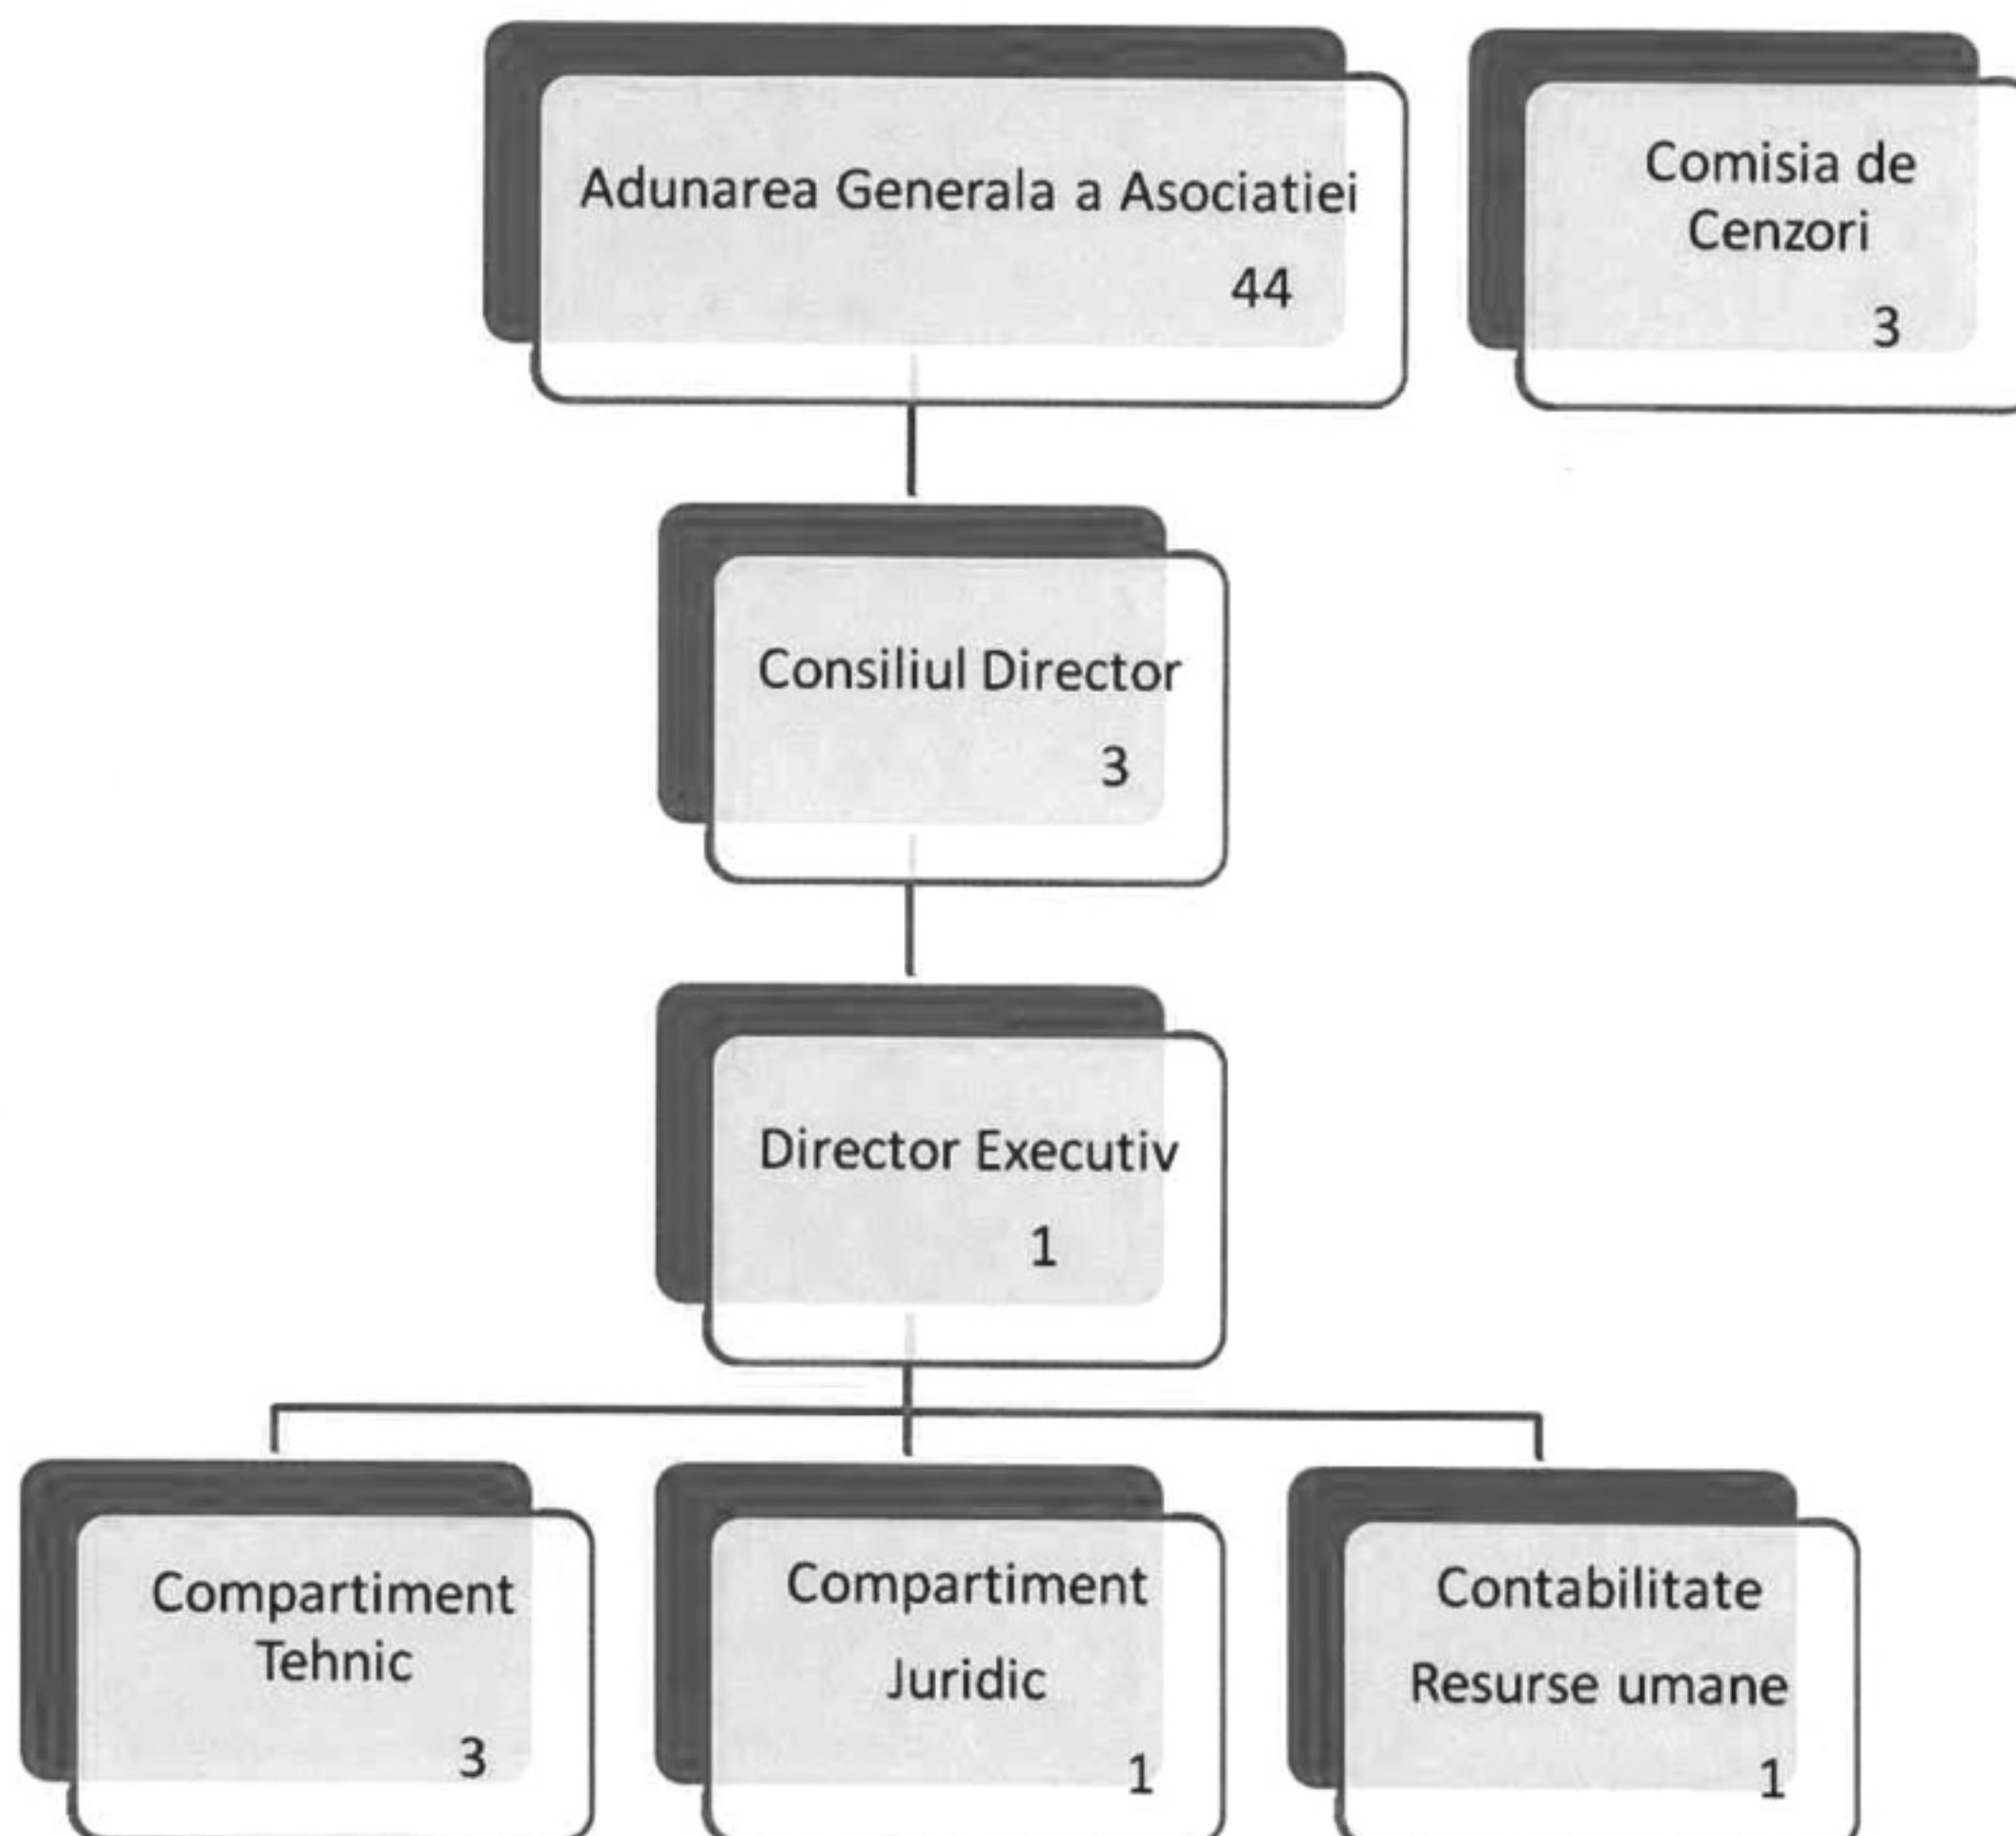 Adunarea Generala a Asociatiei
44
Comisia de
Cenzori
3
Consiliul Director
3
Director Executiv
1
Compartiment
Tehnic
3
Compartiment
Juridic
1
Contabilitate
Resurse umane
1